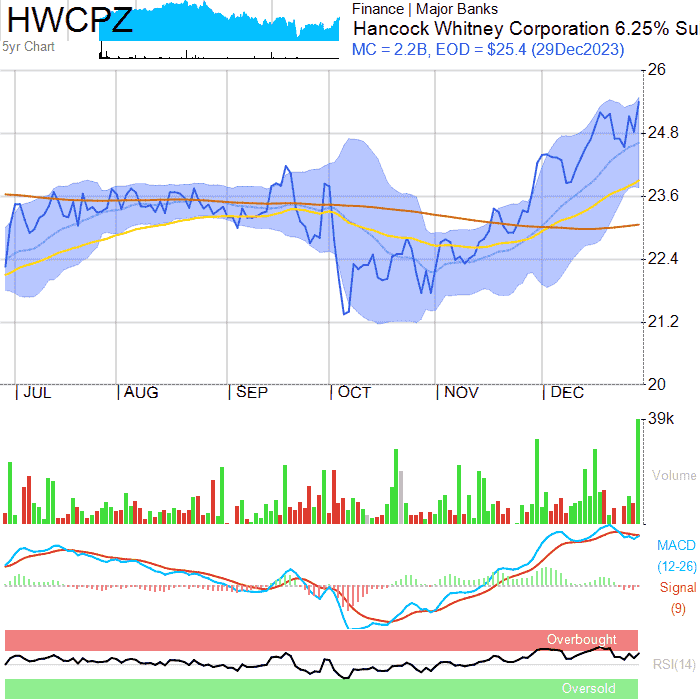 HWCPZ
5yr Chart
Finance | Major Banks
Hancock Whitney Corporation 6.25% Su
MC = 2.2B, EOD = $25.4 (29Dec2023)
26
24.8
23.6
22.4
21.2
20
| JUL | AUG | SEP | OCT | NOV | DEC
39k
Volume
MACD
(12-26)
Signal
(9)
Overbought
RSI(14)
Oversold